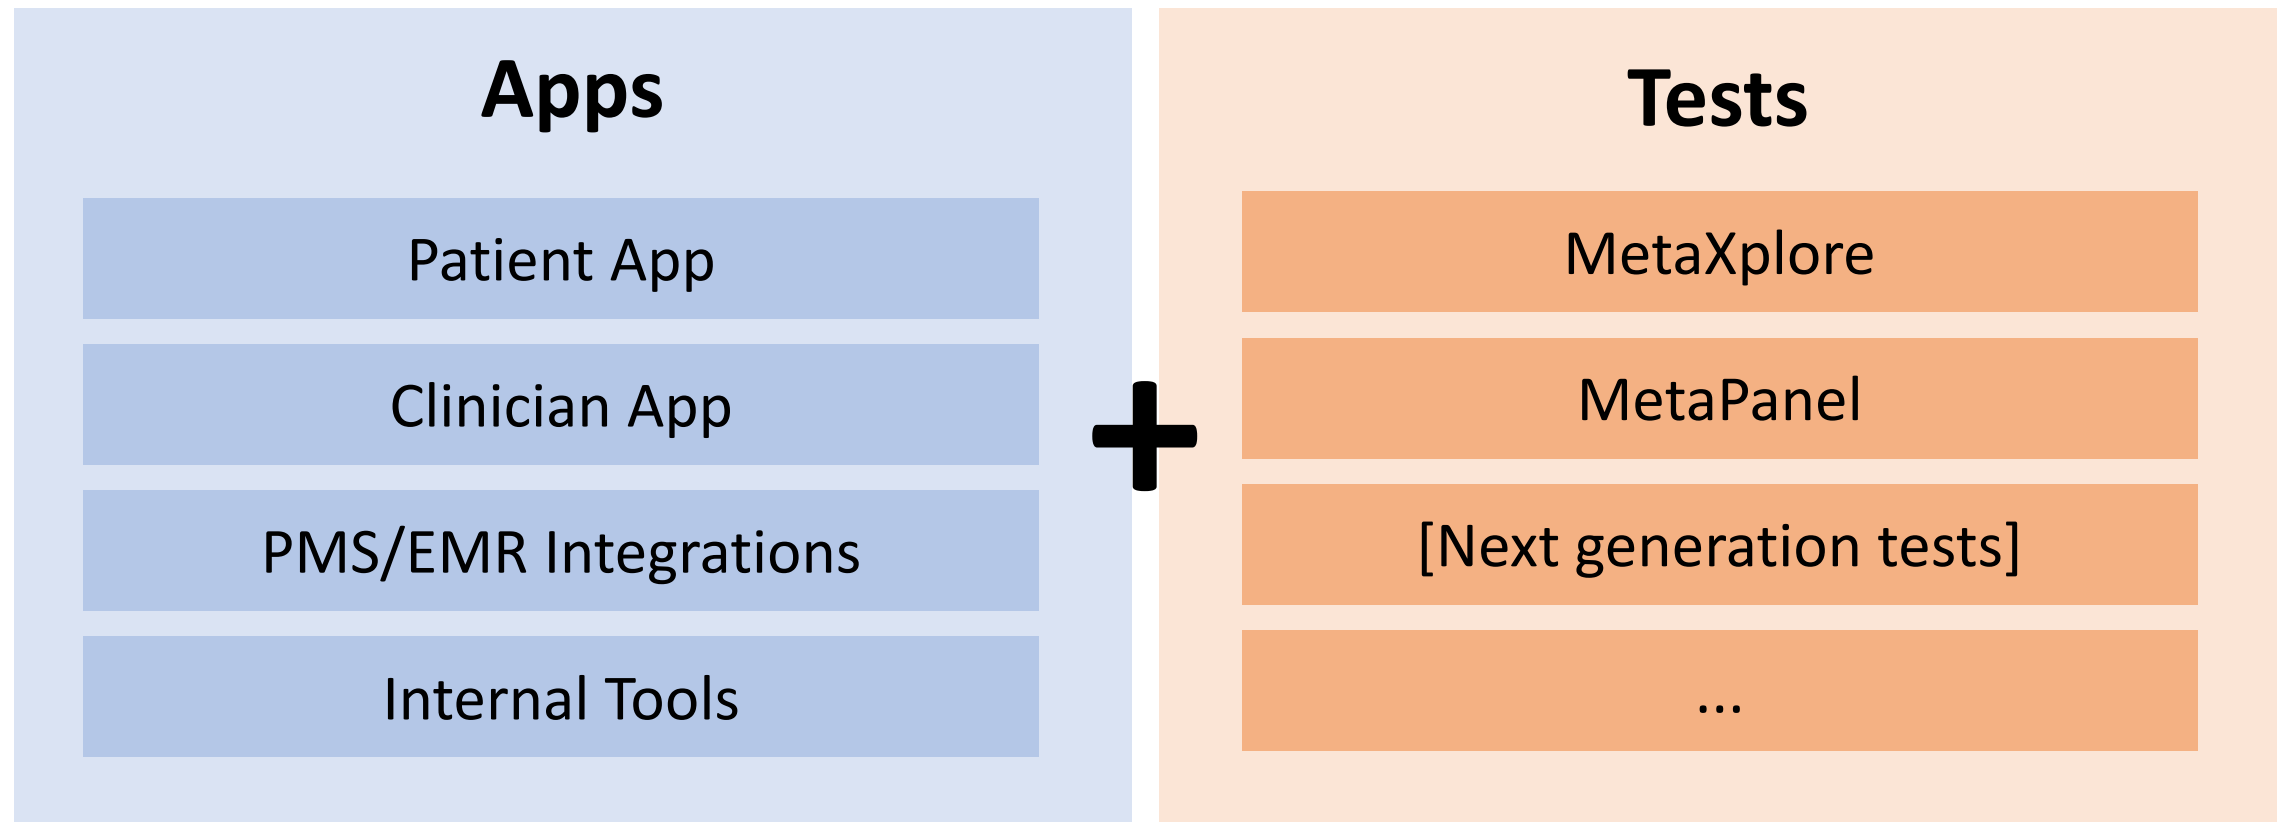 Apps
Patient App
Clinician App
PMS/EMR Integrations
Internal Tools
+
Tests
MetaXplore
MetaPanel
[Next generation tests]
...